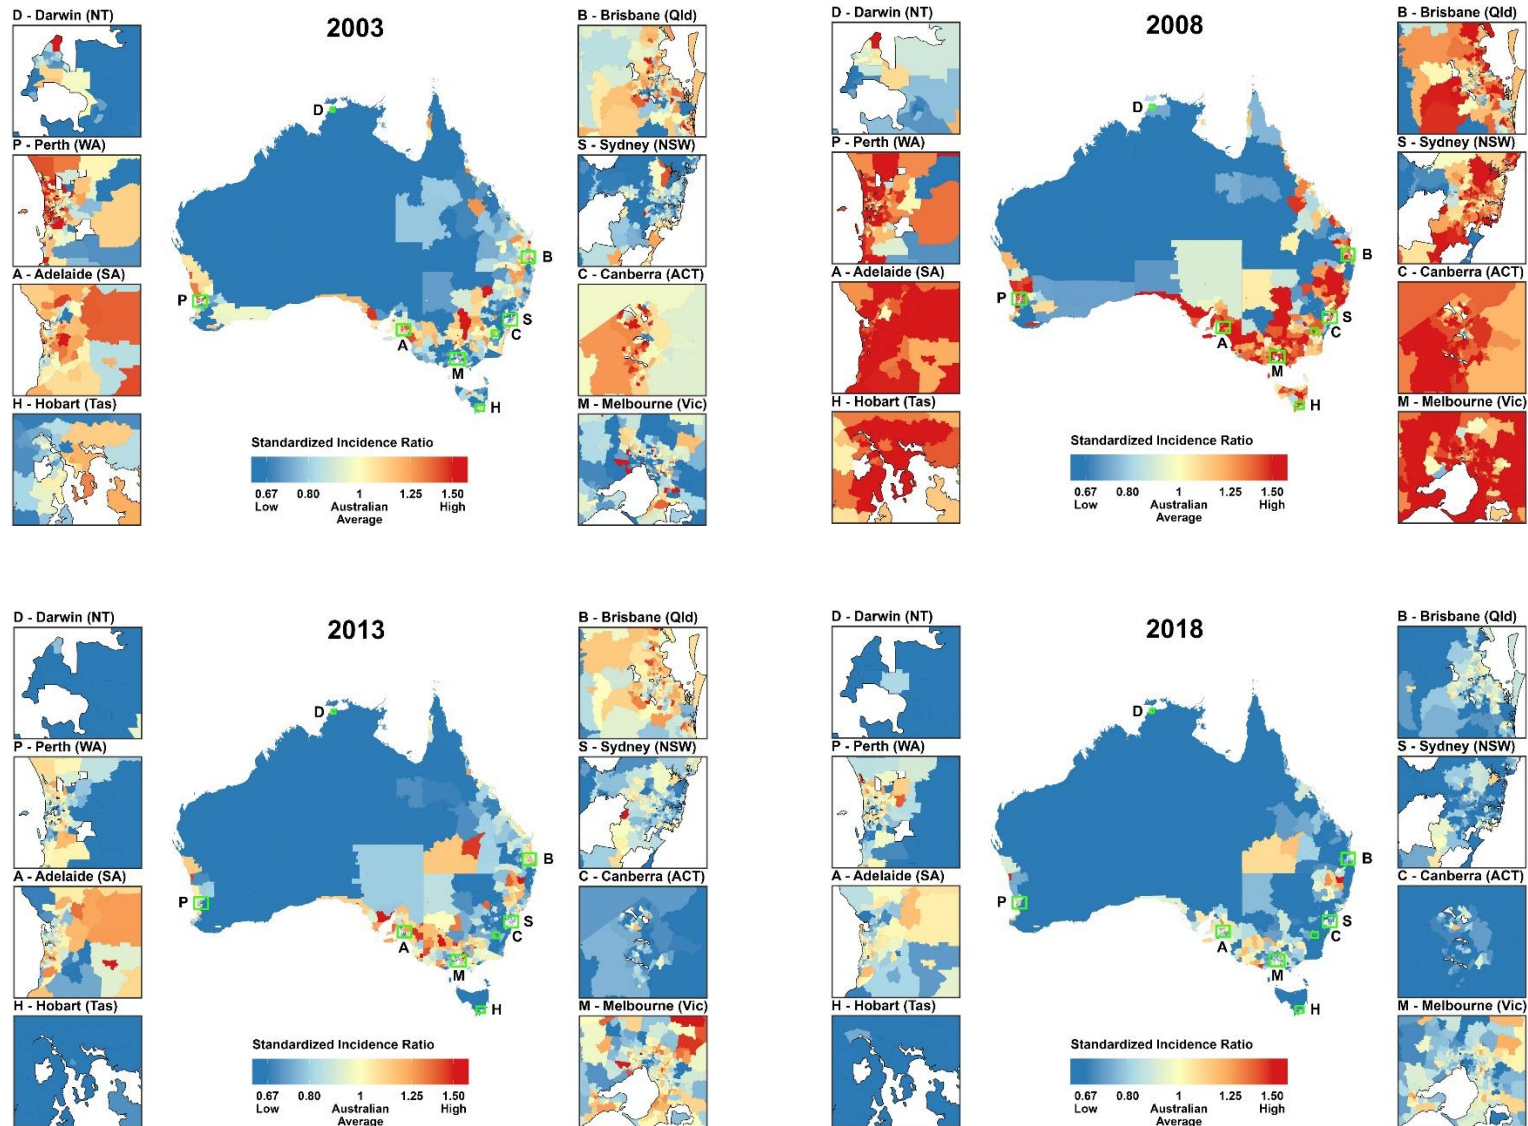 2003
D - Darwin (NT)
P - Perth (WA)
A - Adelaide (SA)
H - Hobart (Tas)
B - Brisbane (Qld)
S - Sydney (NSW)
C - Canberra (ACT)
M - Melbourne (Vic)
D
P
A
M
H
B
S
C
Standardized Incidence Ratio
0.67 0.80 1 1.25 1.50
Low Australian High
Average
2008
D - Darwin (NT)
P - Perth (WA)
A - Adelaide (SA)
H - Hobart (Tas)
B - Brisbane (Qld)
S - Sydney (NSW)
C - Canberra (ACT)
M - Melbourne (Vic)
D
P
A
M
H
B
S
C
Standardized Incidence Ratio
0.67 0.80 1 1.25 1.50
Low Australian High
Average
2013
D - Darwin (NT)
P - Perth (WA)
A - Adelaide (SA)
H - Hobart (Tas)
B - Brisbane (Qld)
S - Sydney (NSW)
C - Canberra (ACT)
M - Melbourne (Vic)
D
P
A
M
H
B
S
C
Standardized Incidence Ratio
0.67 0.80 1 1.25 1.50
Low Australian High
Average
2018
D - Darwin (NT)
P - Perth (WA)
A - Adelaide (SA)
H - Hobart (Tas)
B - Brisbane (Qld)
S - Sydney (NSW)
C - Canberra (ACT)
M - Melbourne (Vic)
D
P
A
M
H
B
S
C
Standardized Incidence Ratio
0.67 0.80 1 1.25 1.50
Low Australian High
Average